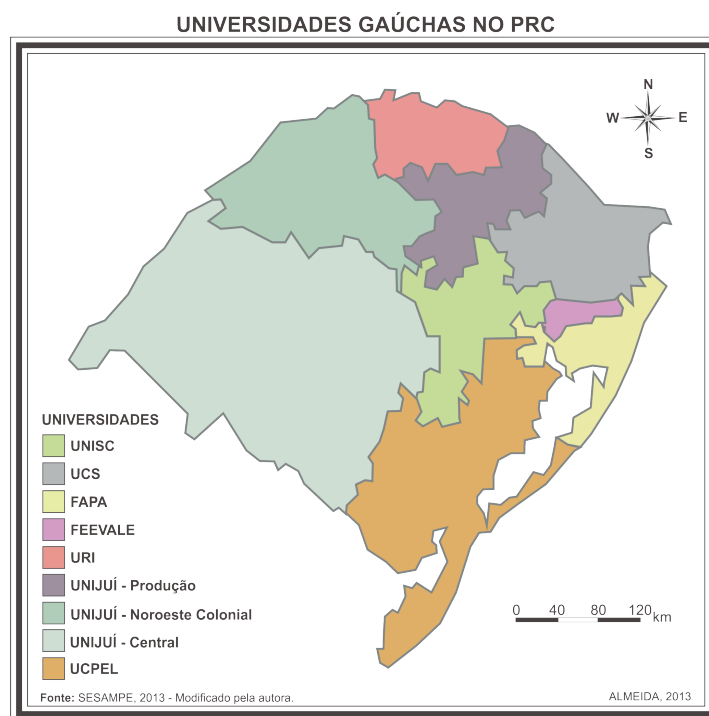 UNIVERSIDADES GAÚCHAS NO PRC
N
W E
S
UNIVERSIDADES
UNISC
UCS
FAPA
FEEVALE
URI
UNIJUÍ - Produção
UNIJUÍ - Noroeste Colonial
UNIJUÍ - Central
UCPEL
0 40 80 120 km
Fonte: SESAMPE, 2013 - Modificado pela autora.
ALMEIDA, 2013